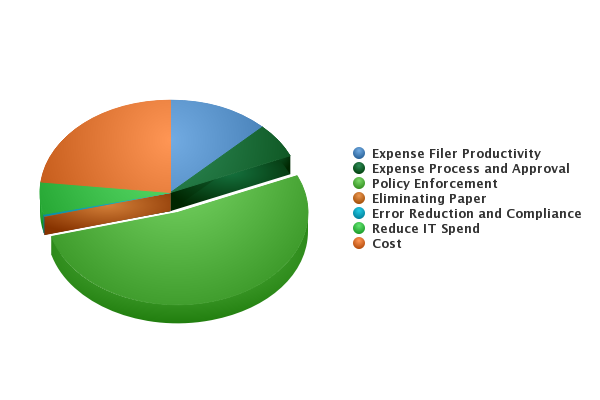 Expense Filer Productivity
Expense Process and Approval
Policy Enforcement
Eliminating Paper
Error Reduction and Compliance
Reduce IT Spend
Cost